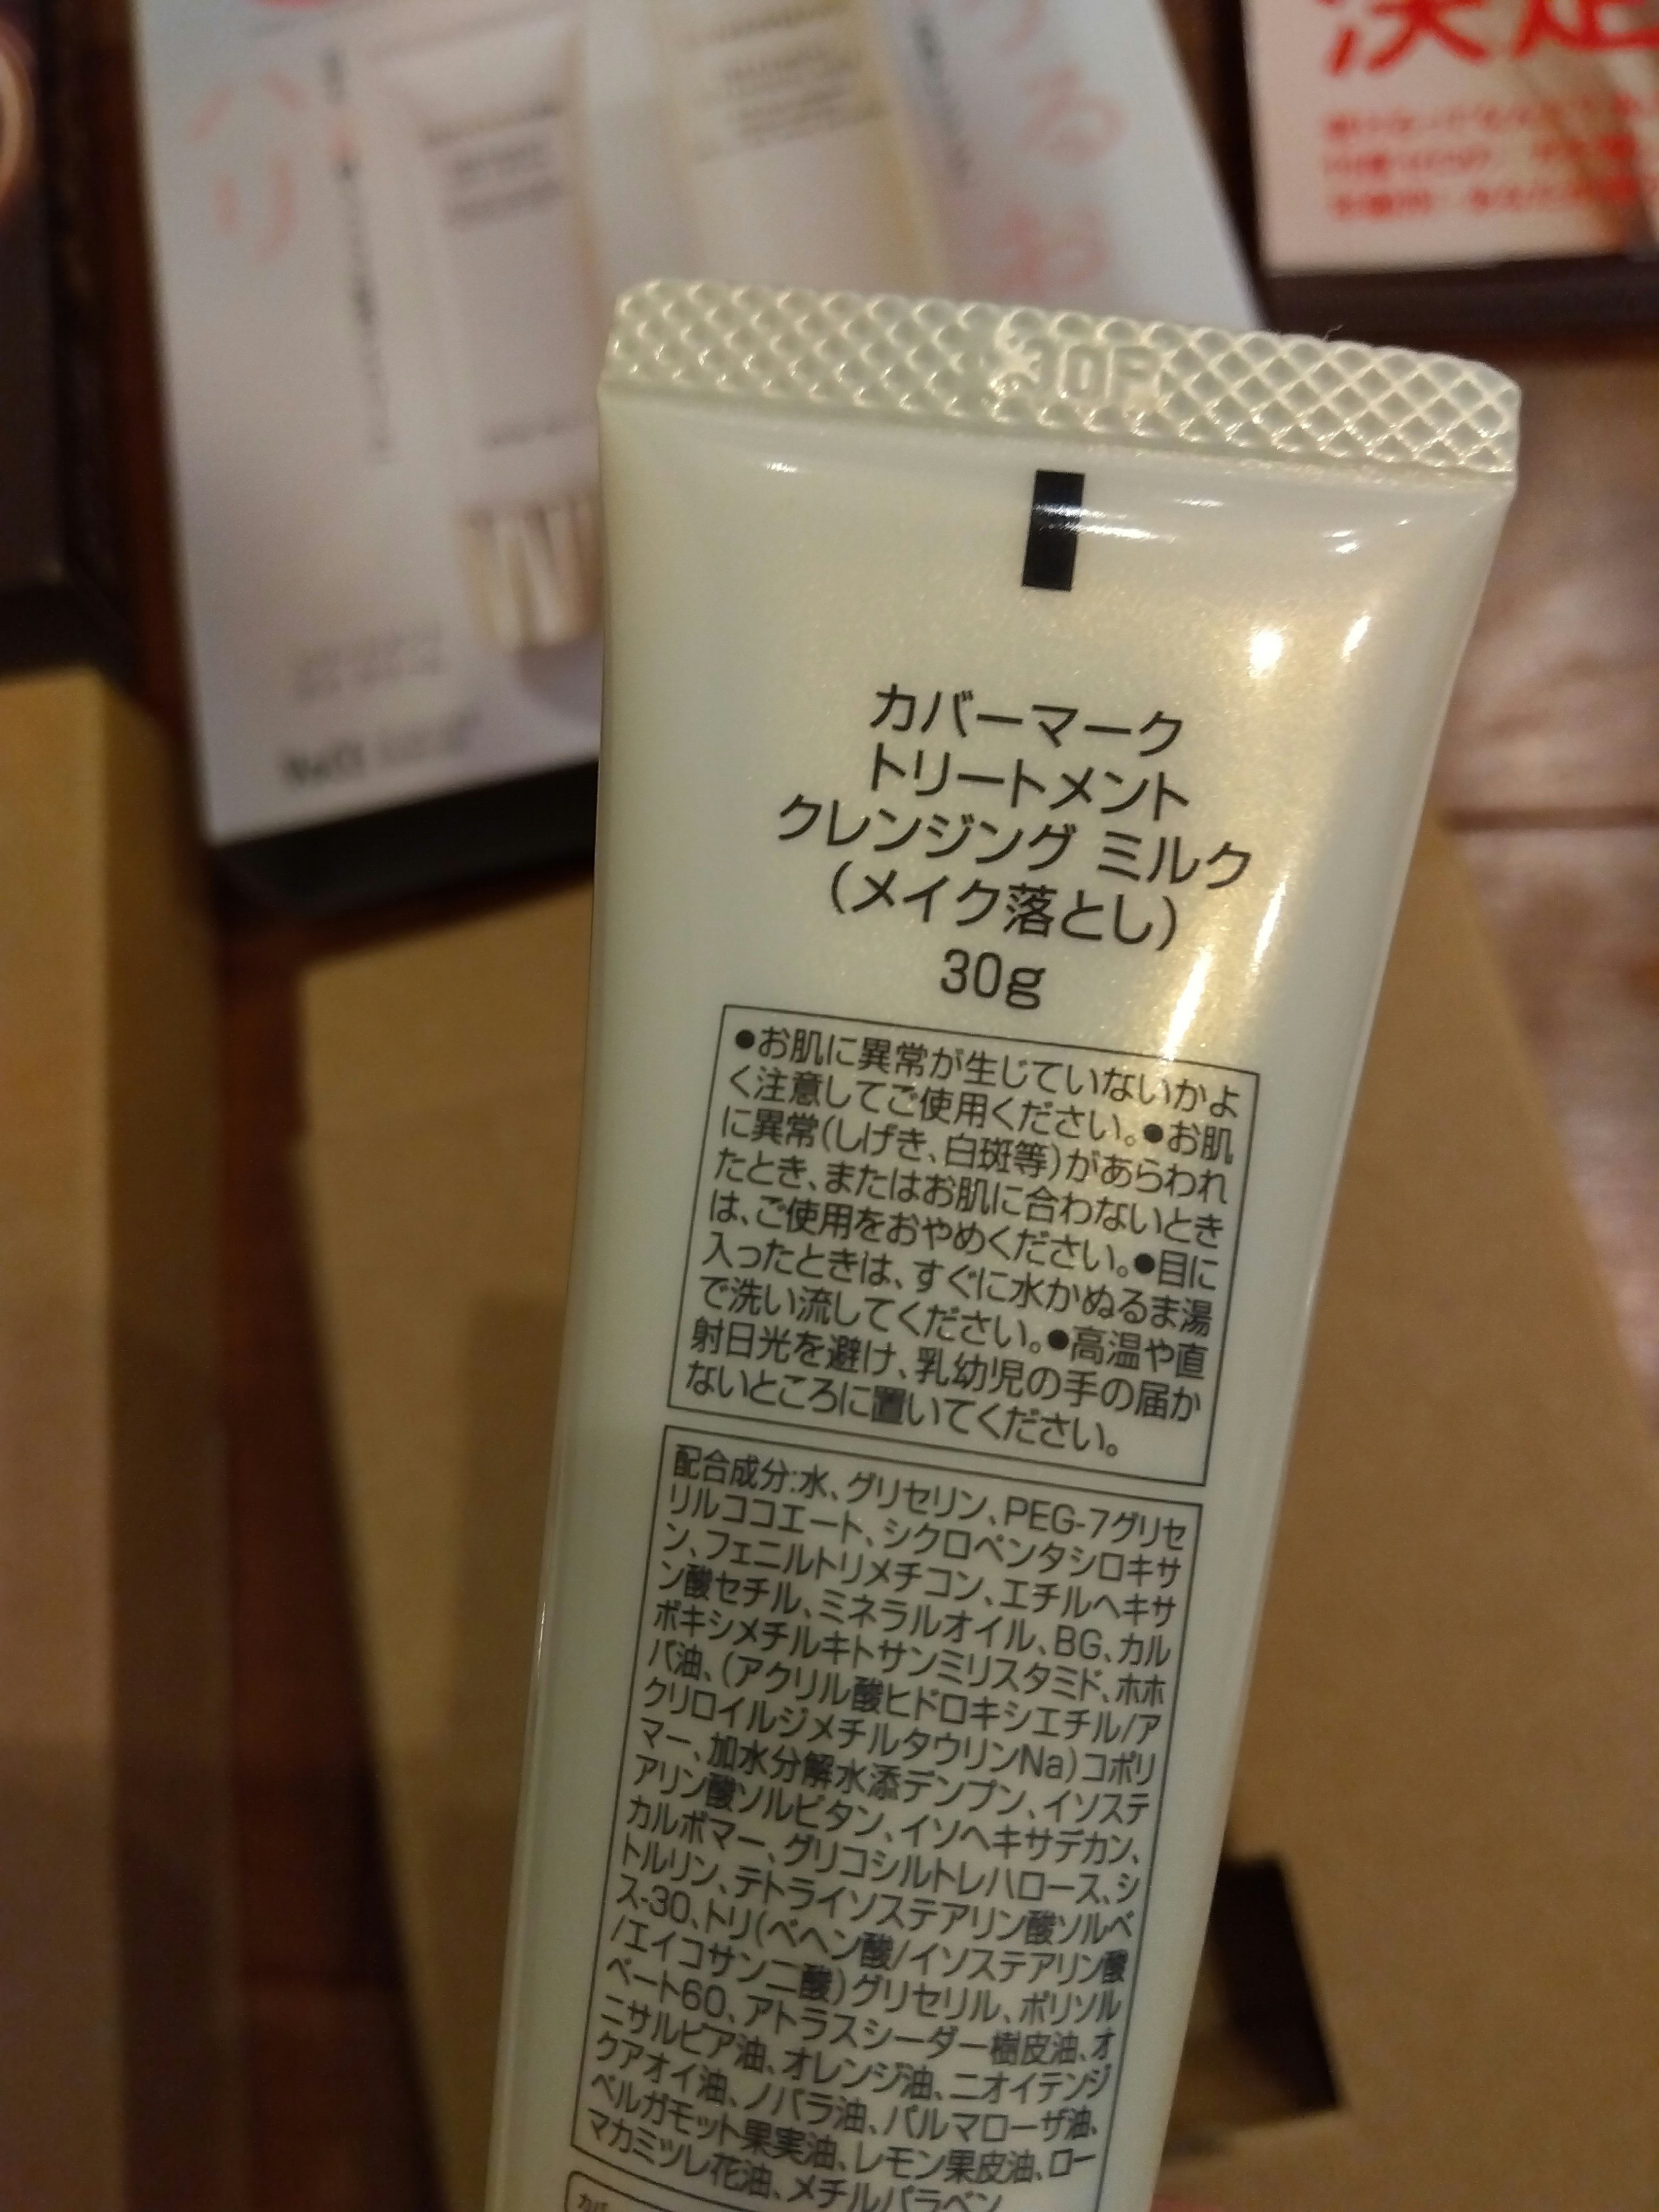 決定
ハリ
るお
30P
カバーマーク
トリートメント
クレンジング ミルク
(メイク落とし)
30g
●お肌に異常が生じていないかよ
く注意してご使用ください。●お肌
に異常(しげき、白斑等)があらわれ
たとき、またはお肌に合わないとき
は、ご使用をおやめください。●目に
入ったときは、すぐに水かぬるま湯
で洗い流してください。●高温や直
射日光を避け、乳幼児の手の届か
ないところに置いてください。
配合成分:水、グリセリン、PEG-7グリセ
リルココエート、シクロペンタシロキサ
ン、フェニルトリメチコン、エチルヘキサ
ン酸セチル、ミネラルオイル、BG、カル
ボキシメチルキトサンミリスタミド、ホホ
バ油、(アクリル酸ヒドロキシエチル/ア
クリロイルジメチルタウリンNa)コポリ
マー、加水分解水添デンプン、イソステ
アリン酸ソルビタン、イソヘキサデカン、
カルボマー、グリコシルトレハロース、シ
トルリン、テトライソステアリン酸ソルベ
ス-30、トリ(ベヘン酸/イソステアリン酸
/エイコサン二酸)グリセリル、ポリソル
ベート60、アトラスシーダー樹皮油、オ
ニサルビア油、オレンジ油、ニオイテンジ
クアオイ油、ノバラ油、パルマローザ油、
ベルガモット果実油、レモン果皮油、ロー
マカミツレ花油、メチルパラベン
カバ